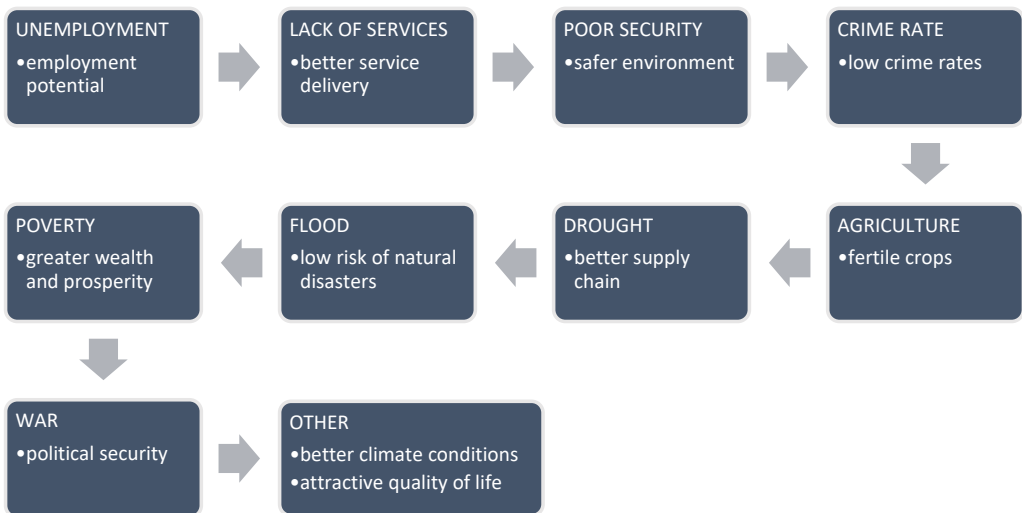 UNEMPLOYMENT
•employment
potential
LACK OF SERVICES
•better service
delivery
POOR SECURITY
•safer environment
CRIME RATE
•low crime rates
AGRICULTURE
•fertile crops
DROUGHT
•better supply
chain
FLOOD
•low risk of natural
disasters
POVERTY
•greater wealth
and prosperity
WAR
•political security
OTHER
•better climate conditions
•attractive quality of life